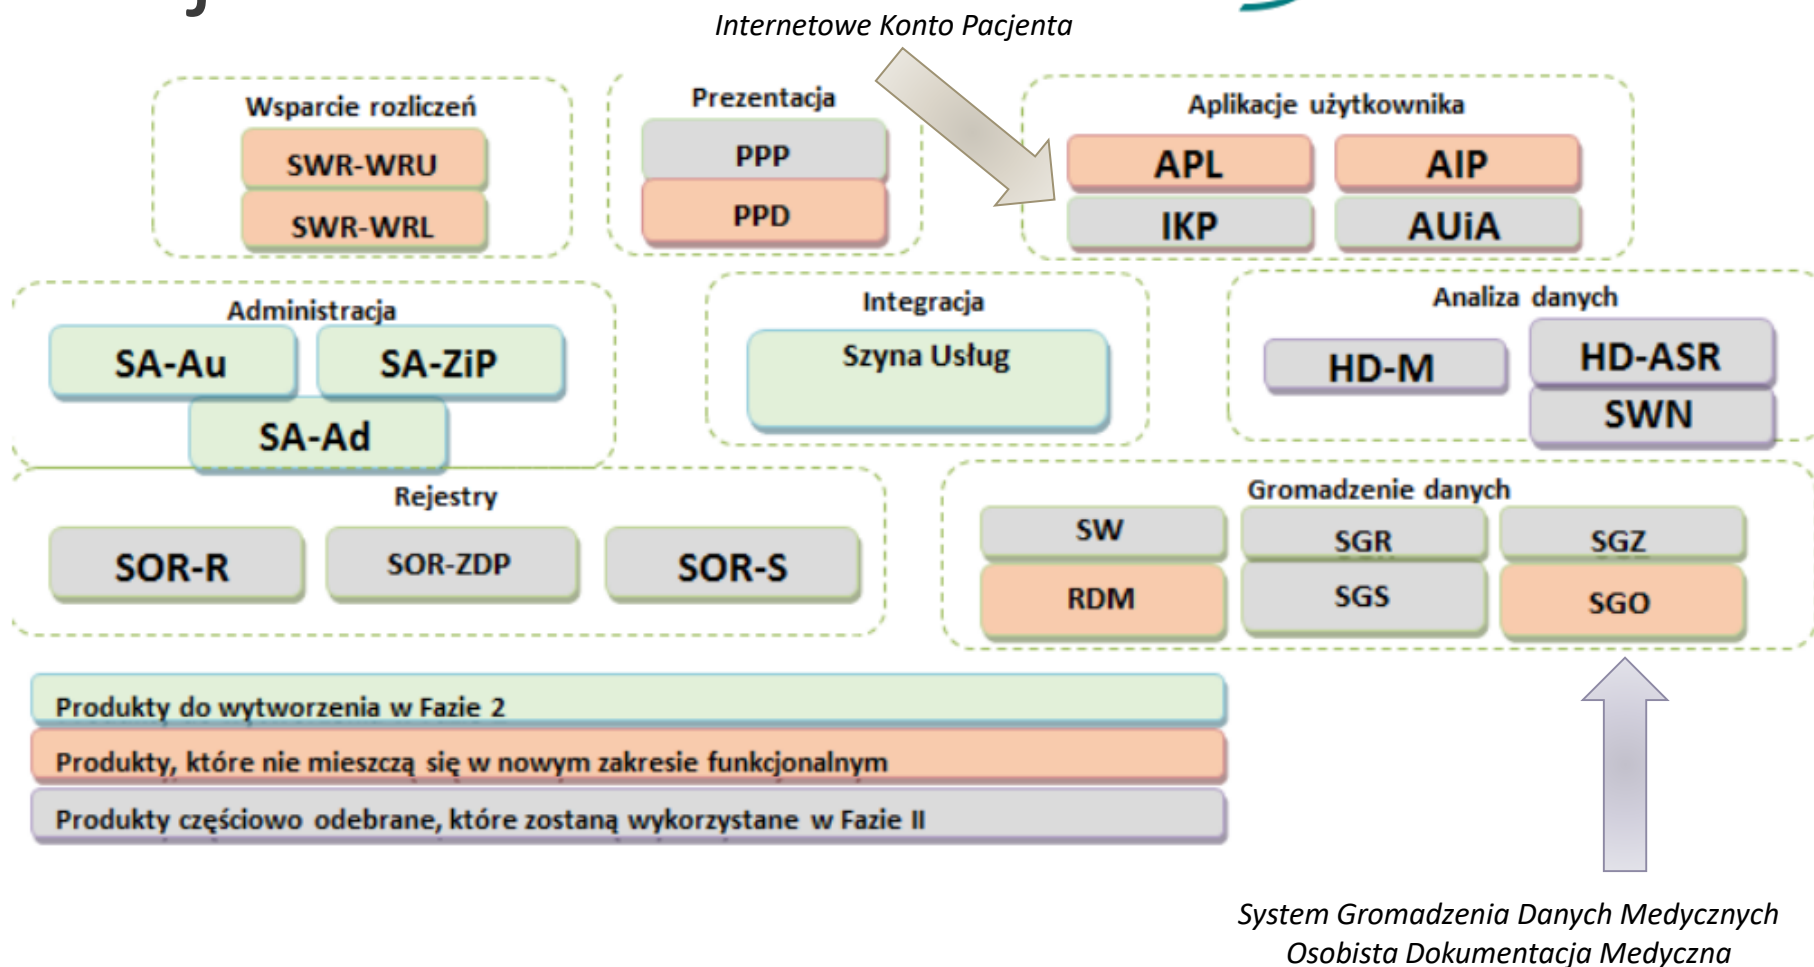 Internetowe Konto Pacjenta
Wsparcie rozliczeń
SWR-WRU
SWR-WRL
Prezentacja
PPP
PPD
Aplikacje użytkownika
APL
AIP
IKP
AUiA
Administracja
SA-Au
SA-ZiP
SA-Ad
Integracja
Szyna Usług
Analiza danych
HD-M
HD-ASR
SWN
Rejestry
SOR-R
SOR-ZDP
SOR-S
Gromadzenie danych
SW
SGR
SGZ
RDM
SGS
SGO
Produkty do wytworzenia w Fazie 2
Produkty, które nie mieszczą się w nowym zakresie funkcjonalnym
Produkty częściowo odebrane, które zostaną wykorzystane w Fazie II
System Gromadzenia Danych Medycznych
Osobista Dokumentacja Medyczna